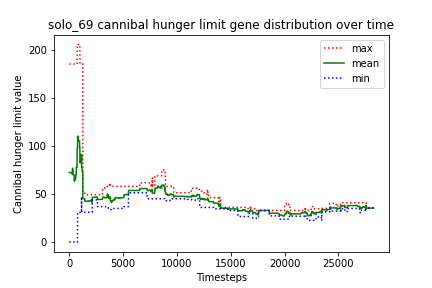 solo_69 cannibal hunger limit gene distribution over time
max
mean
min
Cannibal hunger limit value
200
150
100
50
0
0 5000 10000 15000 20000 25000
Timesteps